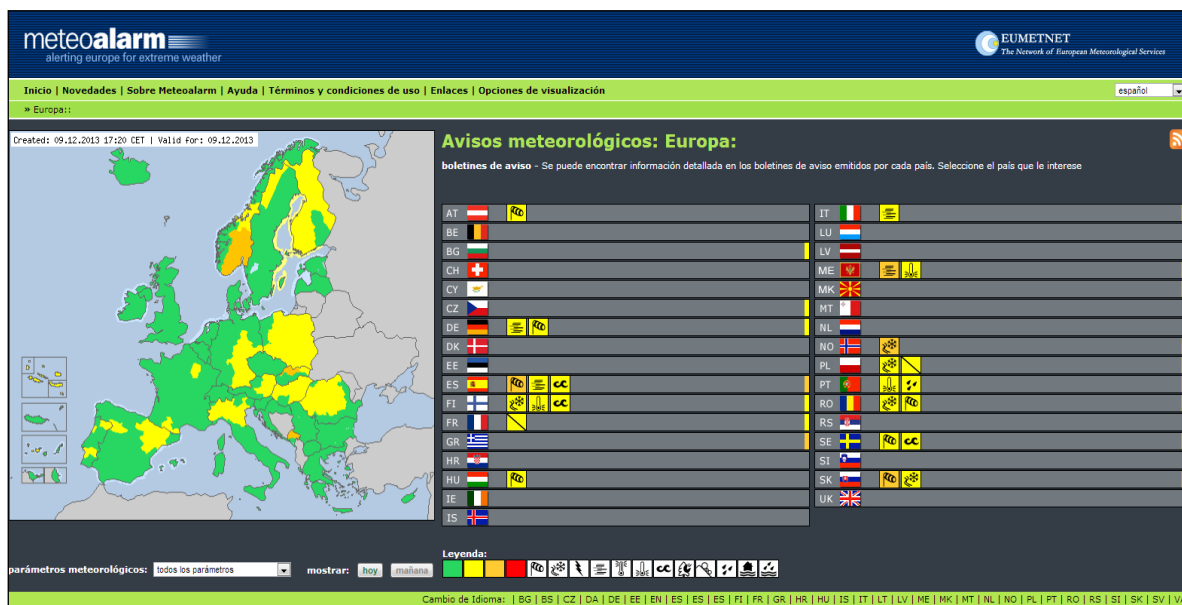 meteoalarm
alerting europe for extreme weather
EUMETNET
The Network of European Meteorological Services
Inicio | Novedades | Sobre Meteoalarm | Ayuda | Términos y condiciones de uso | Enlaces | Opciones de visualización
español
» Europa::
Created: 09.12.2013 17:20 CET | Valid for: 09.12.2013
Avisos meteorológicos: Europa:
boletines de aviso - Se puede encontrar información detallada en los boletines de aviso emitidos por cada país. Seleccione el país que le interese
AT
BE
BG
CH
CY
CZ
DE
DK
EE
ES
FI
FR
GR
HR
HU
IE
IS
IT
LU
LV
ME
MK
MT
NL
NO
PL
PT
RO
RS
SE
SI
SK
UK
Leyenda:
parámetros meteorológicos: todos los parámetros mostrar: hoy mañana
Cambio de Idioma: | BG | BS | CZ | DA | DE | EE | EN | ES | ES | ES | FI | FR | GR | HR | HU | IS | IT | LT | LV | ME | MK | MT | NL | NO | PL | PT | RO | RS | SI | SK | SV |